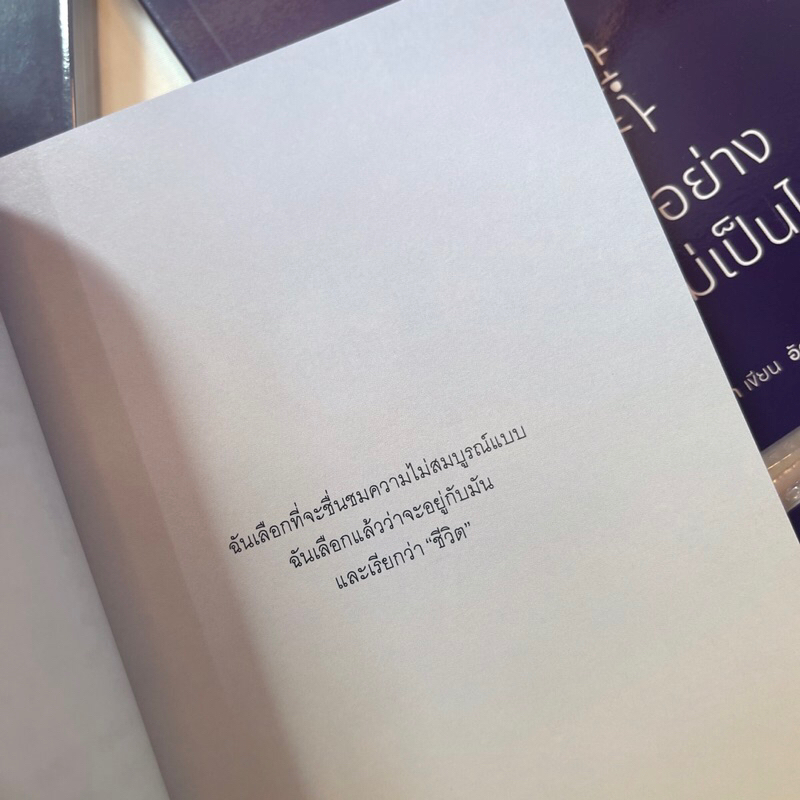 ฉันเลือกที่จะชื่นชมความไม่สมบูรณ์แบบ
ฉันเลือกแล้วว่าจะอยู่กับมัน
และเรียกว่า “ชีวิต”
อย่าง
เขียน